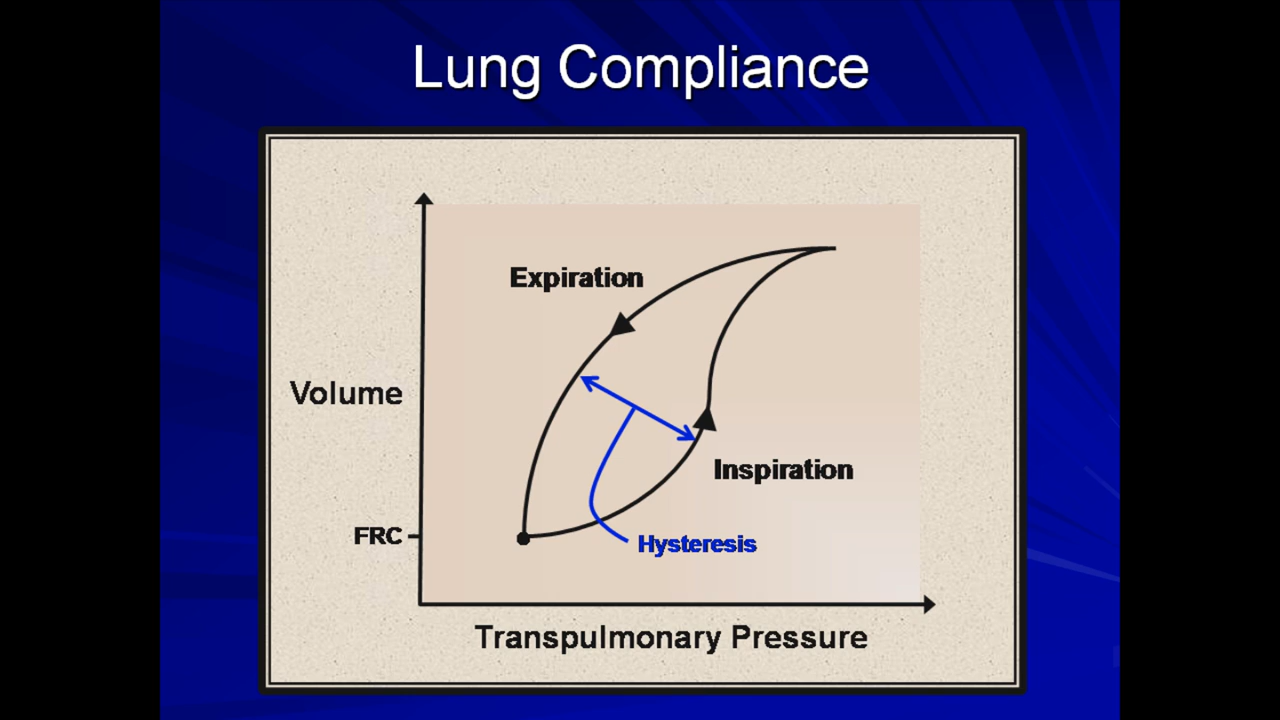 Lung Compliance
Expiration
Volume
Inspiration
FRC
Hysteresis
Transpulmonary Pressure